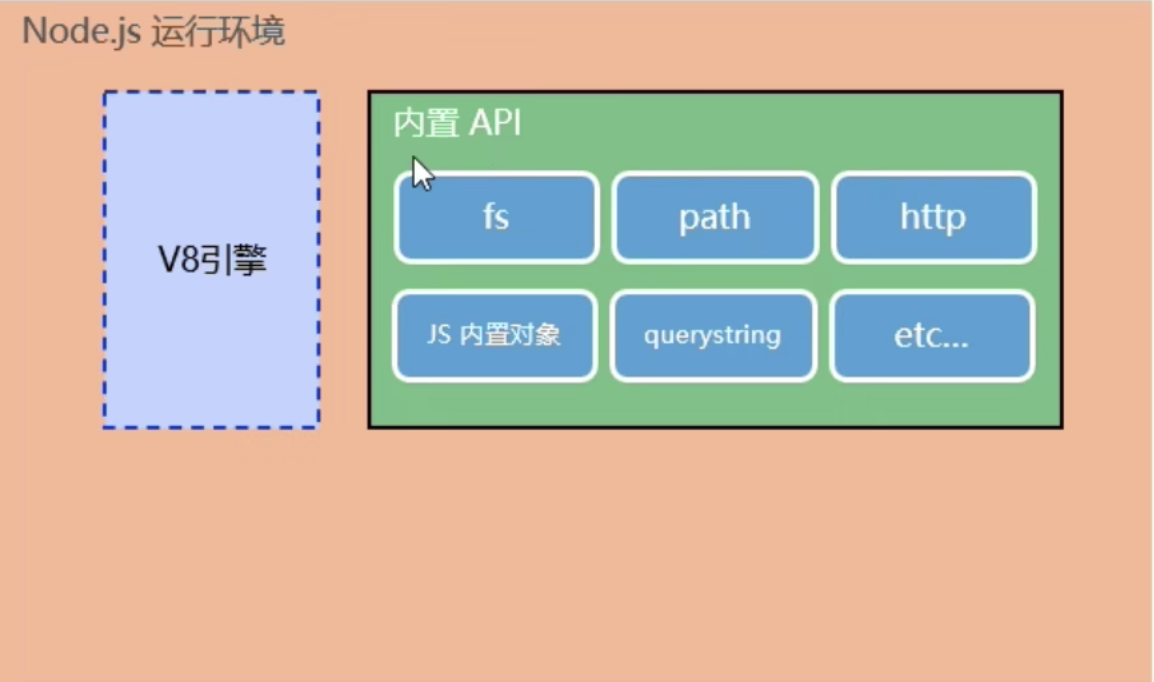 Node.js 运行环境
V8引擎
内置 API
fs
path
http
JS 内置对象
querystring
etc...